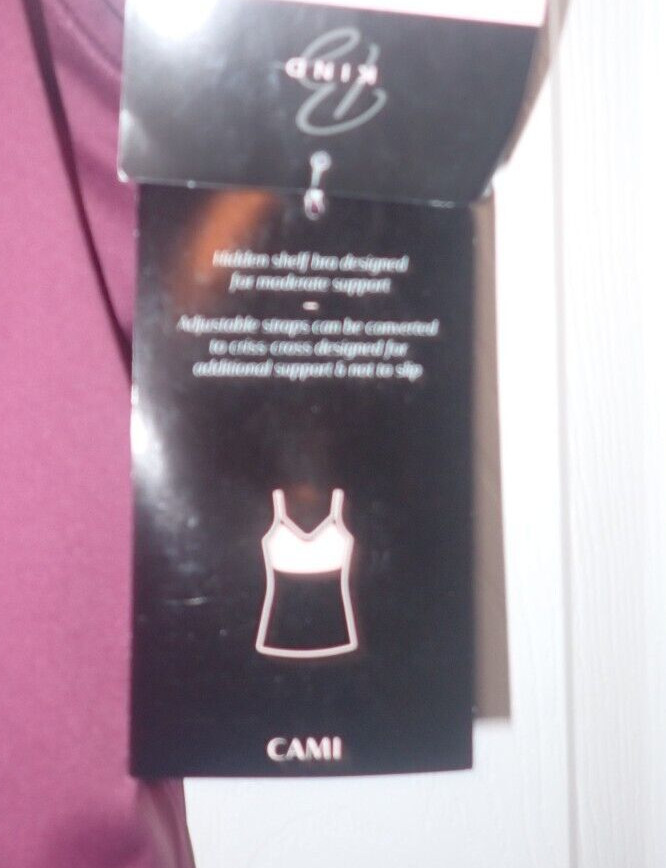 B
KIND
Hidden shelf bra designed
for moderate support
–
Adjustable straps can be converted
to criss-cross designed for
additional support & not to slip
CAMI